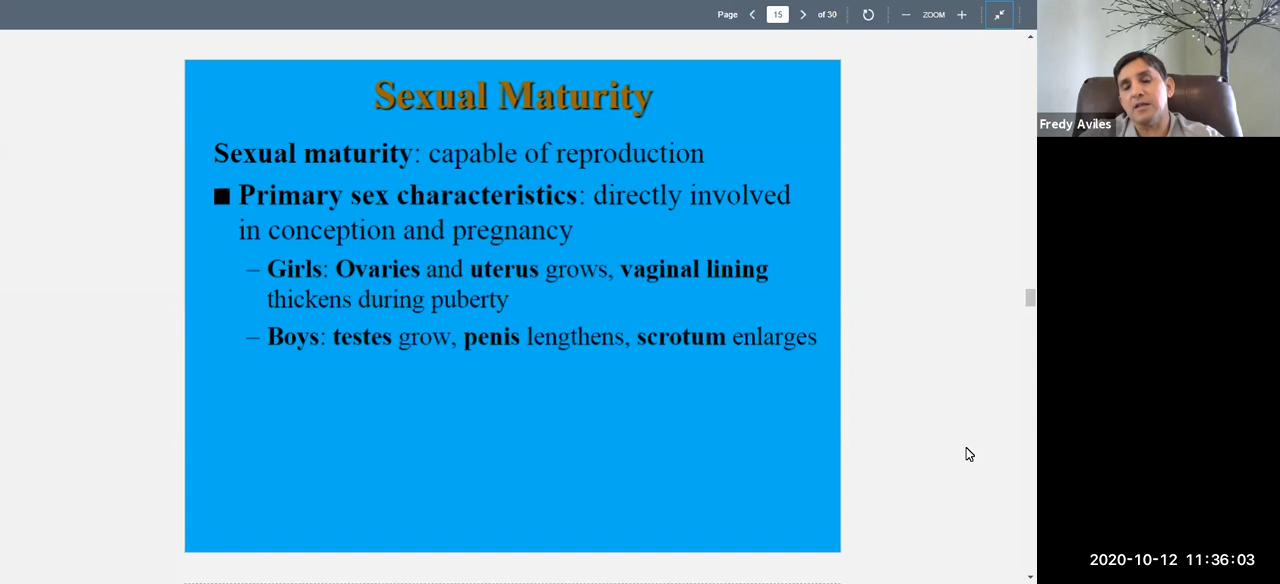 Page 15 of 30 ZOOM
Sexual Maturity
Sexual maturity: capable of reproduction
■ Primary sex characteristics: directly involved
in conception and pregnancy
– Girls: Ovaries and uterus grows, vaginal lining
thickens during puberty
– Boys: testes grow, penis lengthens, scrotum enlarges
Fredy Aviles
2020-10-12 11:36:03